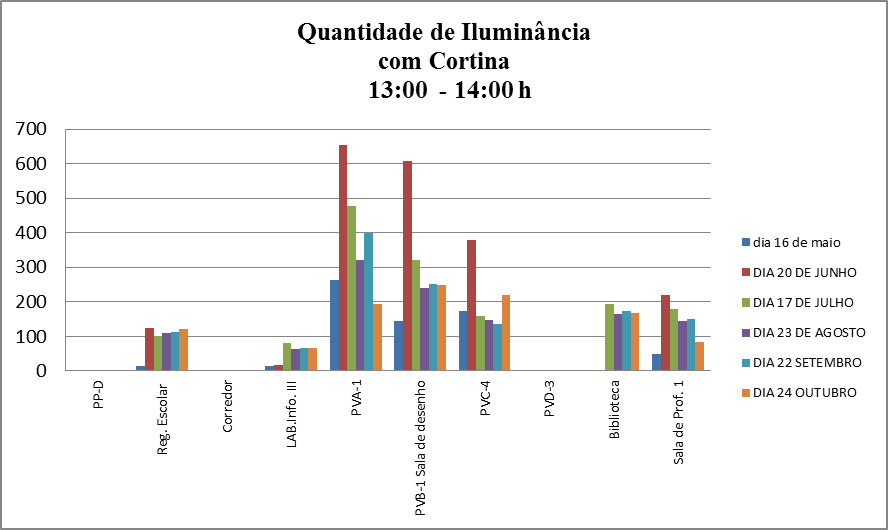 Quantidade de Iluminância
com Cortina
13:00 - 14:00 h
700
600
500
400
300
200
100
0
PP-D
Reg. Escolar
Corredor
LAB.Info. III
PVA-1
PVB-1 Sala de desenho
PVC-4
PVD-3
Biblioteca
Sala de Prof. 1
dia 16 de maio
DIA 20 DE JUNHO
DIA 17 DE JULHO
DIA 23 DE AGOSTO
DIA 22 SETEMBRO
DIA 24 OUTUBRO